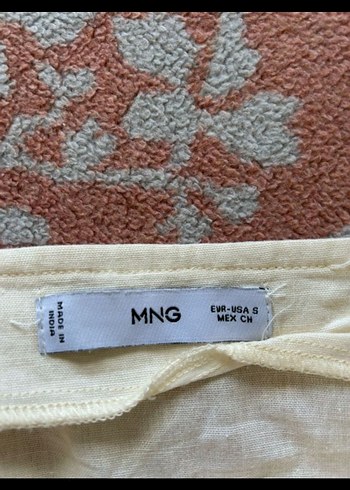 MADE IN
INDIA
MNG
EUR-USA S
MEX CH